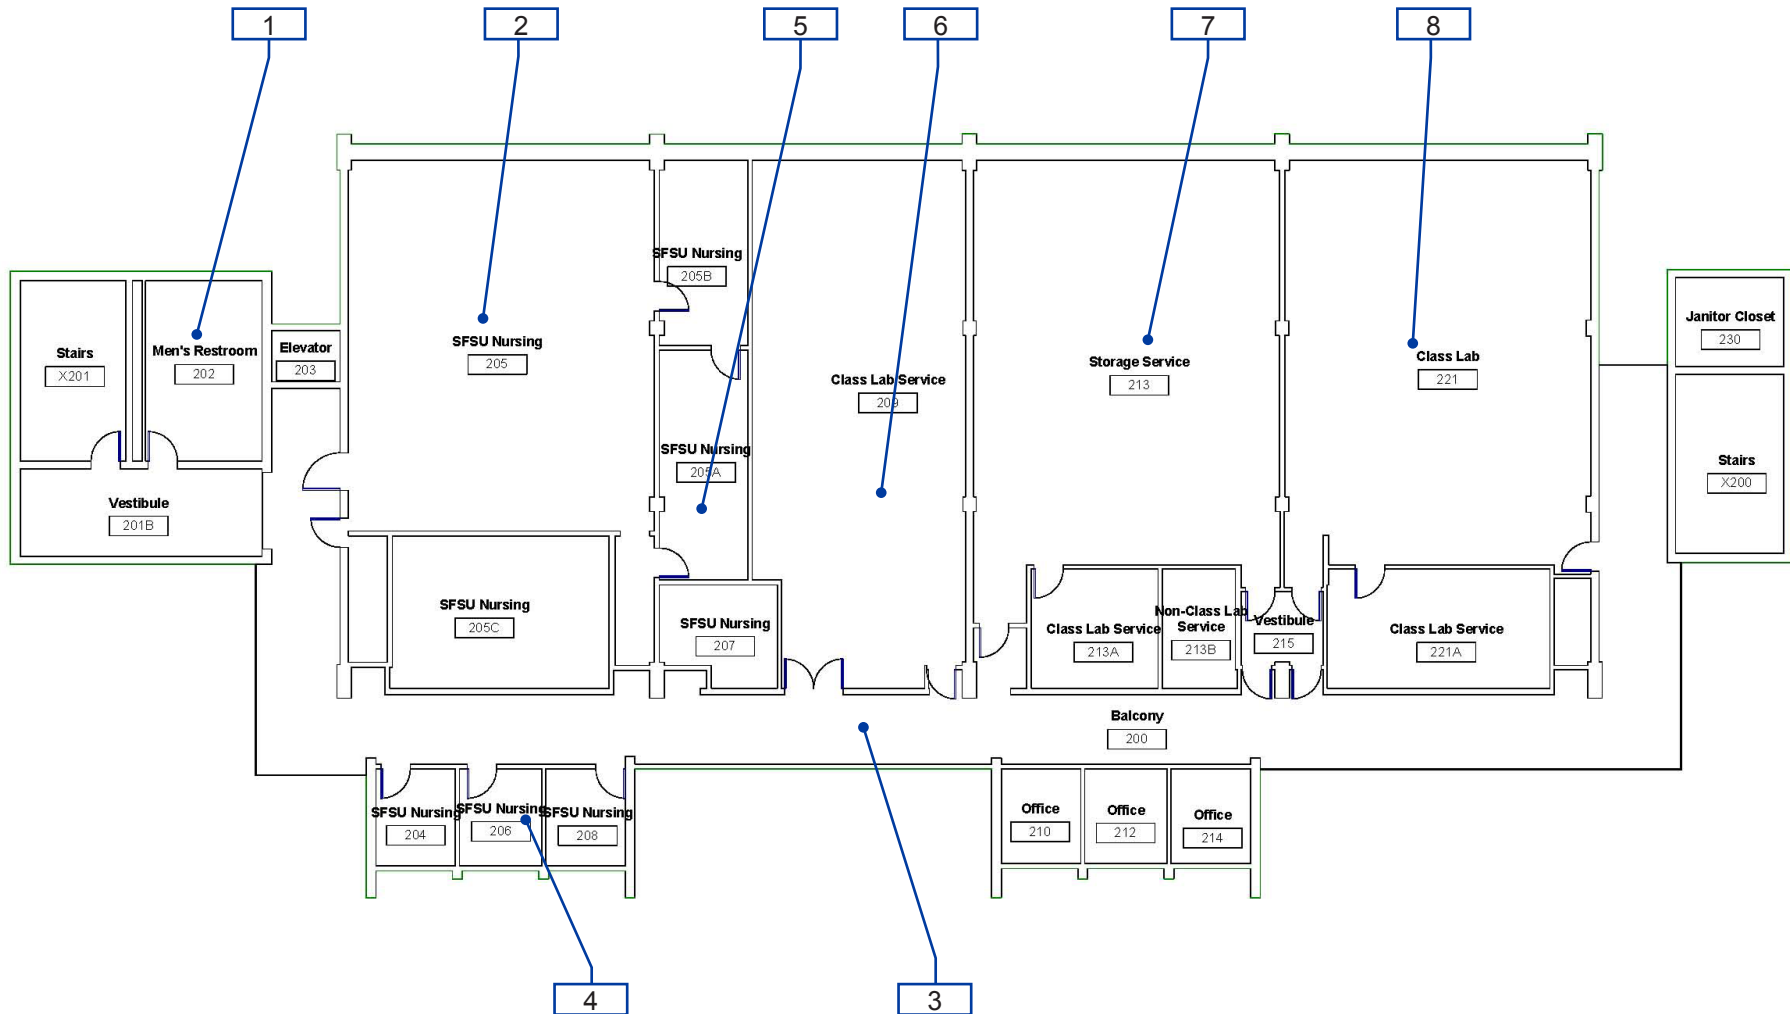 1
2
5
6
7
8
SFSU Nursing
205B
Stairs
X201
Men's Restroom
202
Elevator
203
SFSU Nursing
205
Class Lab Service
209
Storage Service
213
Class Lab
221
Janitor Closet
230
SFSU Nursing
205A
Stairs
X200
Vestibule
201B
SFSU Nursing
205C
SFSU Nursing
207
Class Lab Service
213A
Non-Class Lab
Service
213B
Vestibule
215
Class Lab Service
221A
Balcony
200
SFSU Nursing
204
SFSU Nursing
206
SFSU Nursing
208
Office
210
Office
212
Office
214
4
3